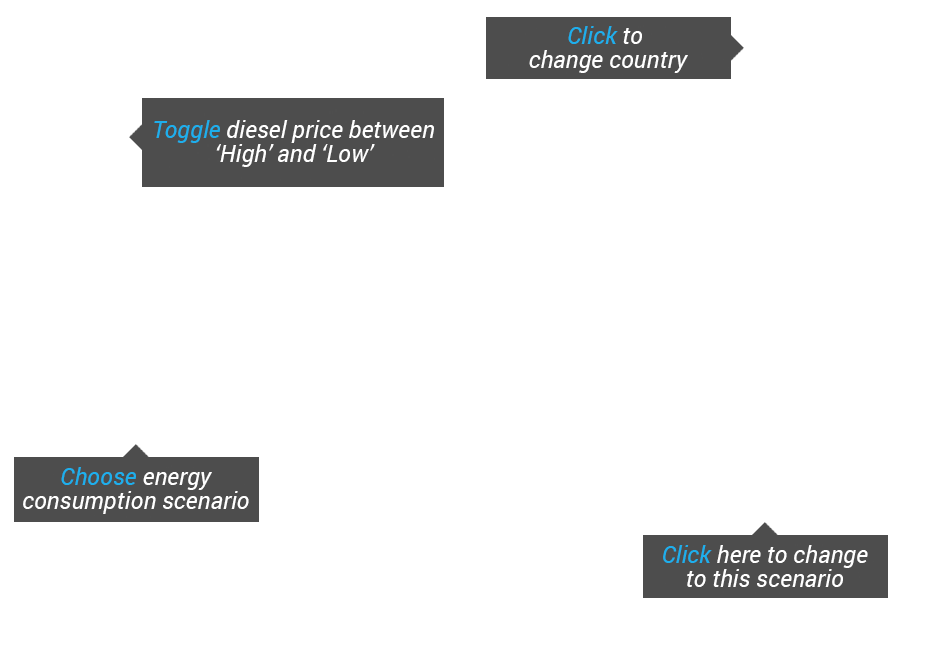 Click to
change country
Toggle diesel price between
‘High’ and ‘Low’
Choose energy
consumption scenario
Click here to change
to this scenario